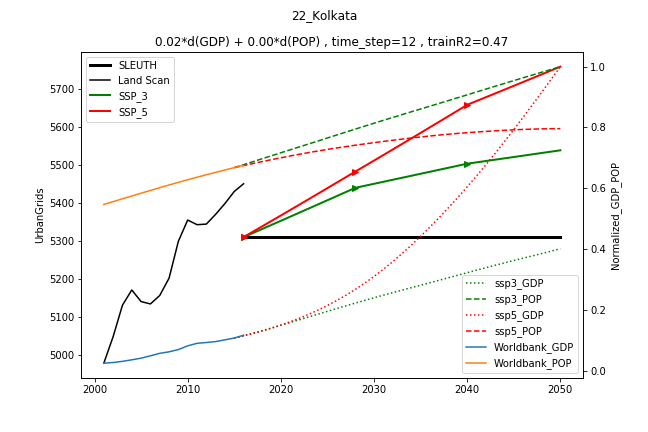 22_Kolkata
0.02*d(GDP) + 0.00*d(POP) , time_step=12 , trainR2=0.47
SLEUTH
Land Scan
SSP_3
SSP_5
UrbanGrids
5700
5600
5500
5400
5300
5200
5100
5000
1.0
0.8
0.6
0.4
0.2
0.0
Normalized_GDP_POP
ssp3_GDP
ssp3_POP
ssp5_GDP
ssp5_POP
Worldbank_GDP
Worldbank_POP
2000 2010 2020 2030 2040 2050